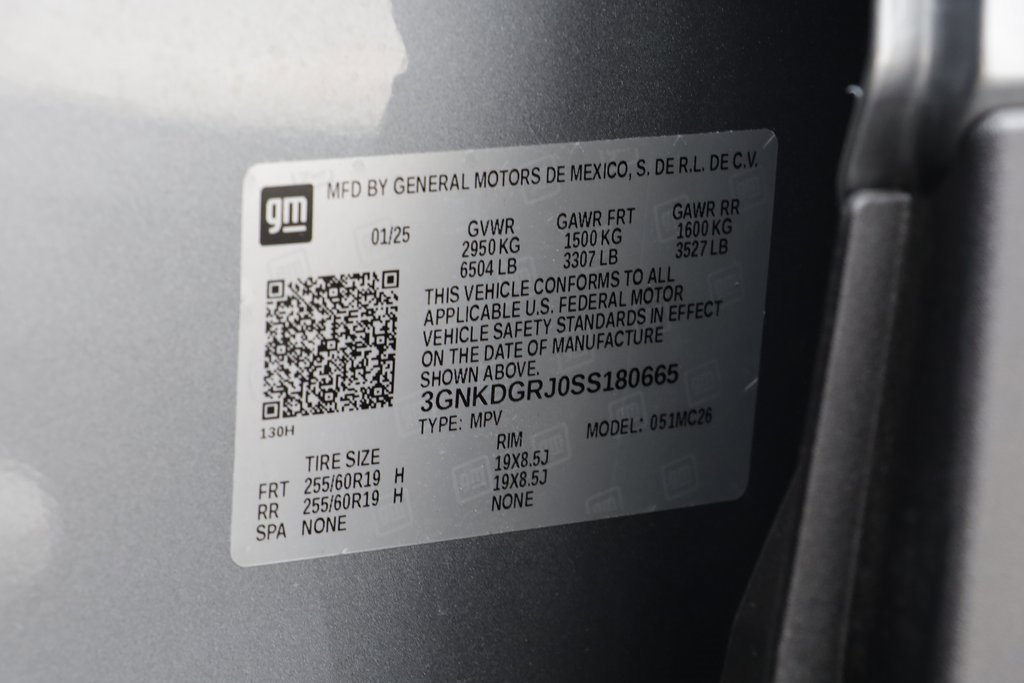 gm
MFD BY GENERAL MOTORS DE MEXICO, S. DE R.L. DE C.V.
01/25
GVWR GAWR FRT GAWR RR
2950 KG 1500 KG 1600 KG
6504 LB 3307 LB 3527 LB
THIS VEHICLE CONFORMS TO ALL
APPLICABLE U.S. FEDERAL MOTOR
VEHICLE SAFETY STANDARDS IN EFFECT
ON THE DATE OF MANUFACTURE
SHOWN ABOVE.
3GNKDGRJ0SS180665
TYPE: MPV MODEL: 051MC26
130H
TIRE SIZE RIM
FRT 255/60R19 H 19X8.5J
RR 255/60R19 H 19X8.5J
SPA NONE NONE